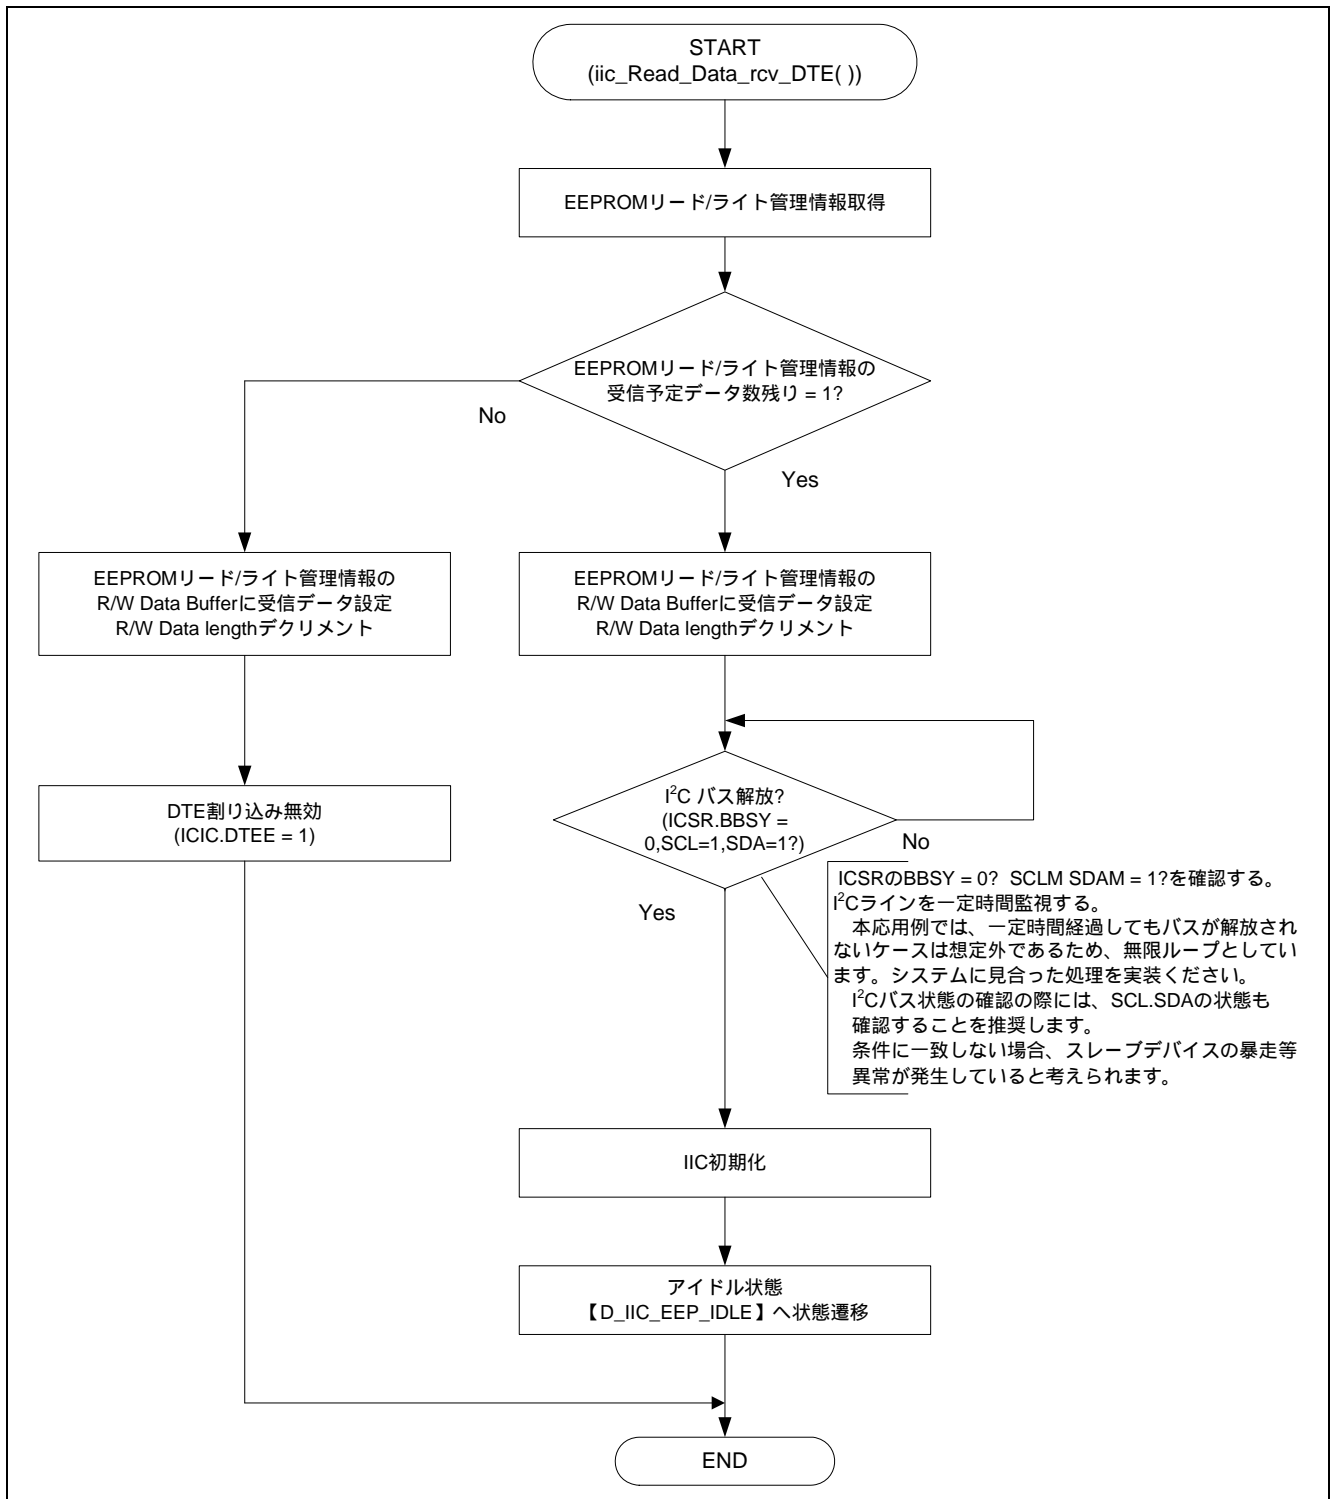 START
(iic_Read_Data_rcv_DTE( ))
EEPROMリード/ライト管理情報取得
EEPROMリード/ライト管理情報の
受信予定データ数残り = 1?
No
Yes
EEPROMリード/ライト管理情報の
R/W Data Bufferに受信データ設定
R/W Data lengthデクリメント
EEPROMリード/ライト管理情報の
R/W Data Bufferに受信データ設定
R/W Data lengthデクリメント
DTE割り込み無効
(ICIC.DTEE = 1)
I²C バス解放?
(ICSR.BBSY =
0,SCL=1,SDA=1?)
No
Yes
ICSRのBBSY = 0? SCLM SDAM = 1?を確認する。
I²Cラインを一定時間監視する。
本応用例では、一定時間経過してもバスが解放され
ないケースは想定外であるため、無限ループとしてい
ます。システムに見合った処理を実装ください。
I²Cバス状態の確認の際には、SCL.SDAの状態も
確認することを推奨します。
条件に一致しない場合、スレーブデバイスの暴走等
異常が発生していると考えられます。
IIC初期化
アイドル状態
【D_IIC_EEP_IDLE】へ状態遷移
END